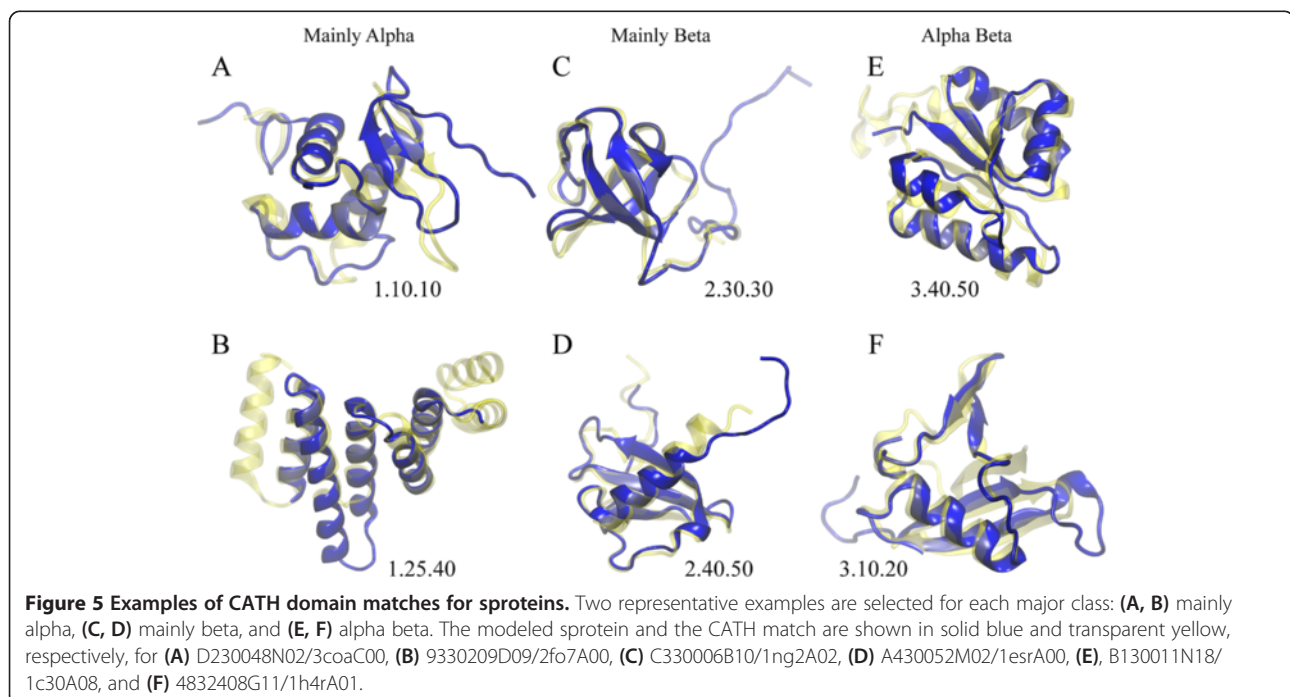 Mainly Alpha
Mainly Beta
Alpha Beta
A
C
E
1.10.10
2.30.30
3.40.50
B
D
F
1.25.40
2.40.50
3.10.20
Figure 5 Examples of CATH domain matches for sproteins. Two representative examples are selected for each major class: (A, B) mainly
alpha, (C, D) mainly beta, and (E, F) alpha beta. The modeled sprotein and the CATH match are shown in solid blue and transparent yellow,
respectively, for (A) D230048N02/3coaC00, (B) 9330209D09/2fo7A00, (C) C330006B10/1ng2A02, (D) A430052M02/1esrA00, (E), B130011N18/
1c30A08, and (F) 4832408G11/1h4rA01.